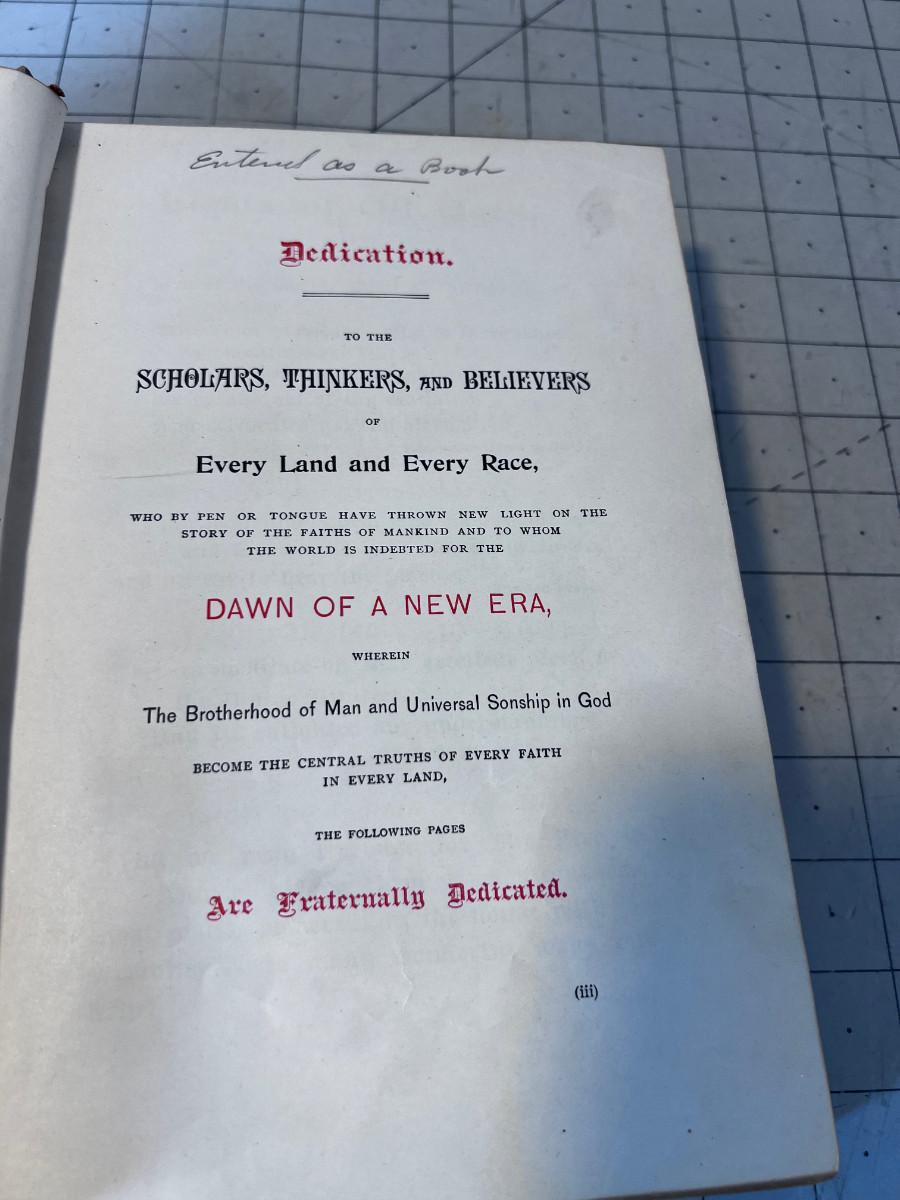 Entered as a Book
Dedication.
TO THE
SCHOLARS, THINKERS, AND BELIEVERS
OF
Every Land and Every Race,
WHO BY PEN OR TONGUE HAVE THROWN NEW LIGHT ON THE
STORY OF THE FAITHS OF MANKIND AND TO WHOM
THE WORLD IS INDEBTED FOR THE
DAWN OF A NEW ERA,
WHEREIN
The Brotherhood of Man and Universal Sonship in God
BECOME THE CENTRAL TRUTHS OF EVERY FAITH
IN EVERY LAND,
THE FOLLOWING PAGES
Are Fraternally Dedicated.
(iii)